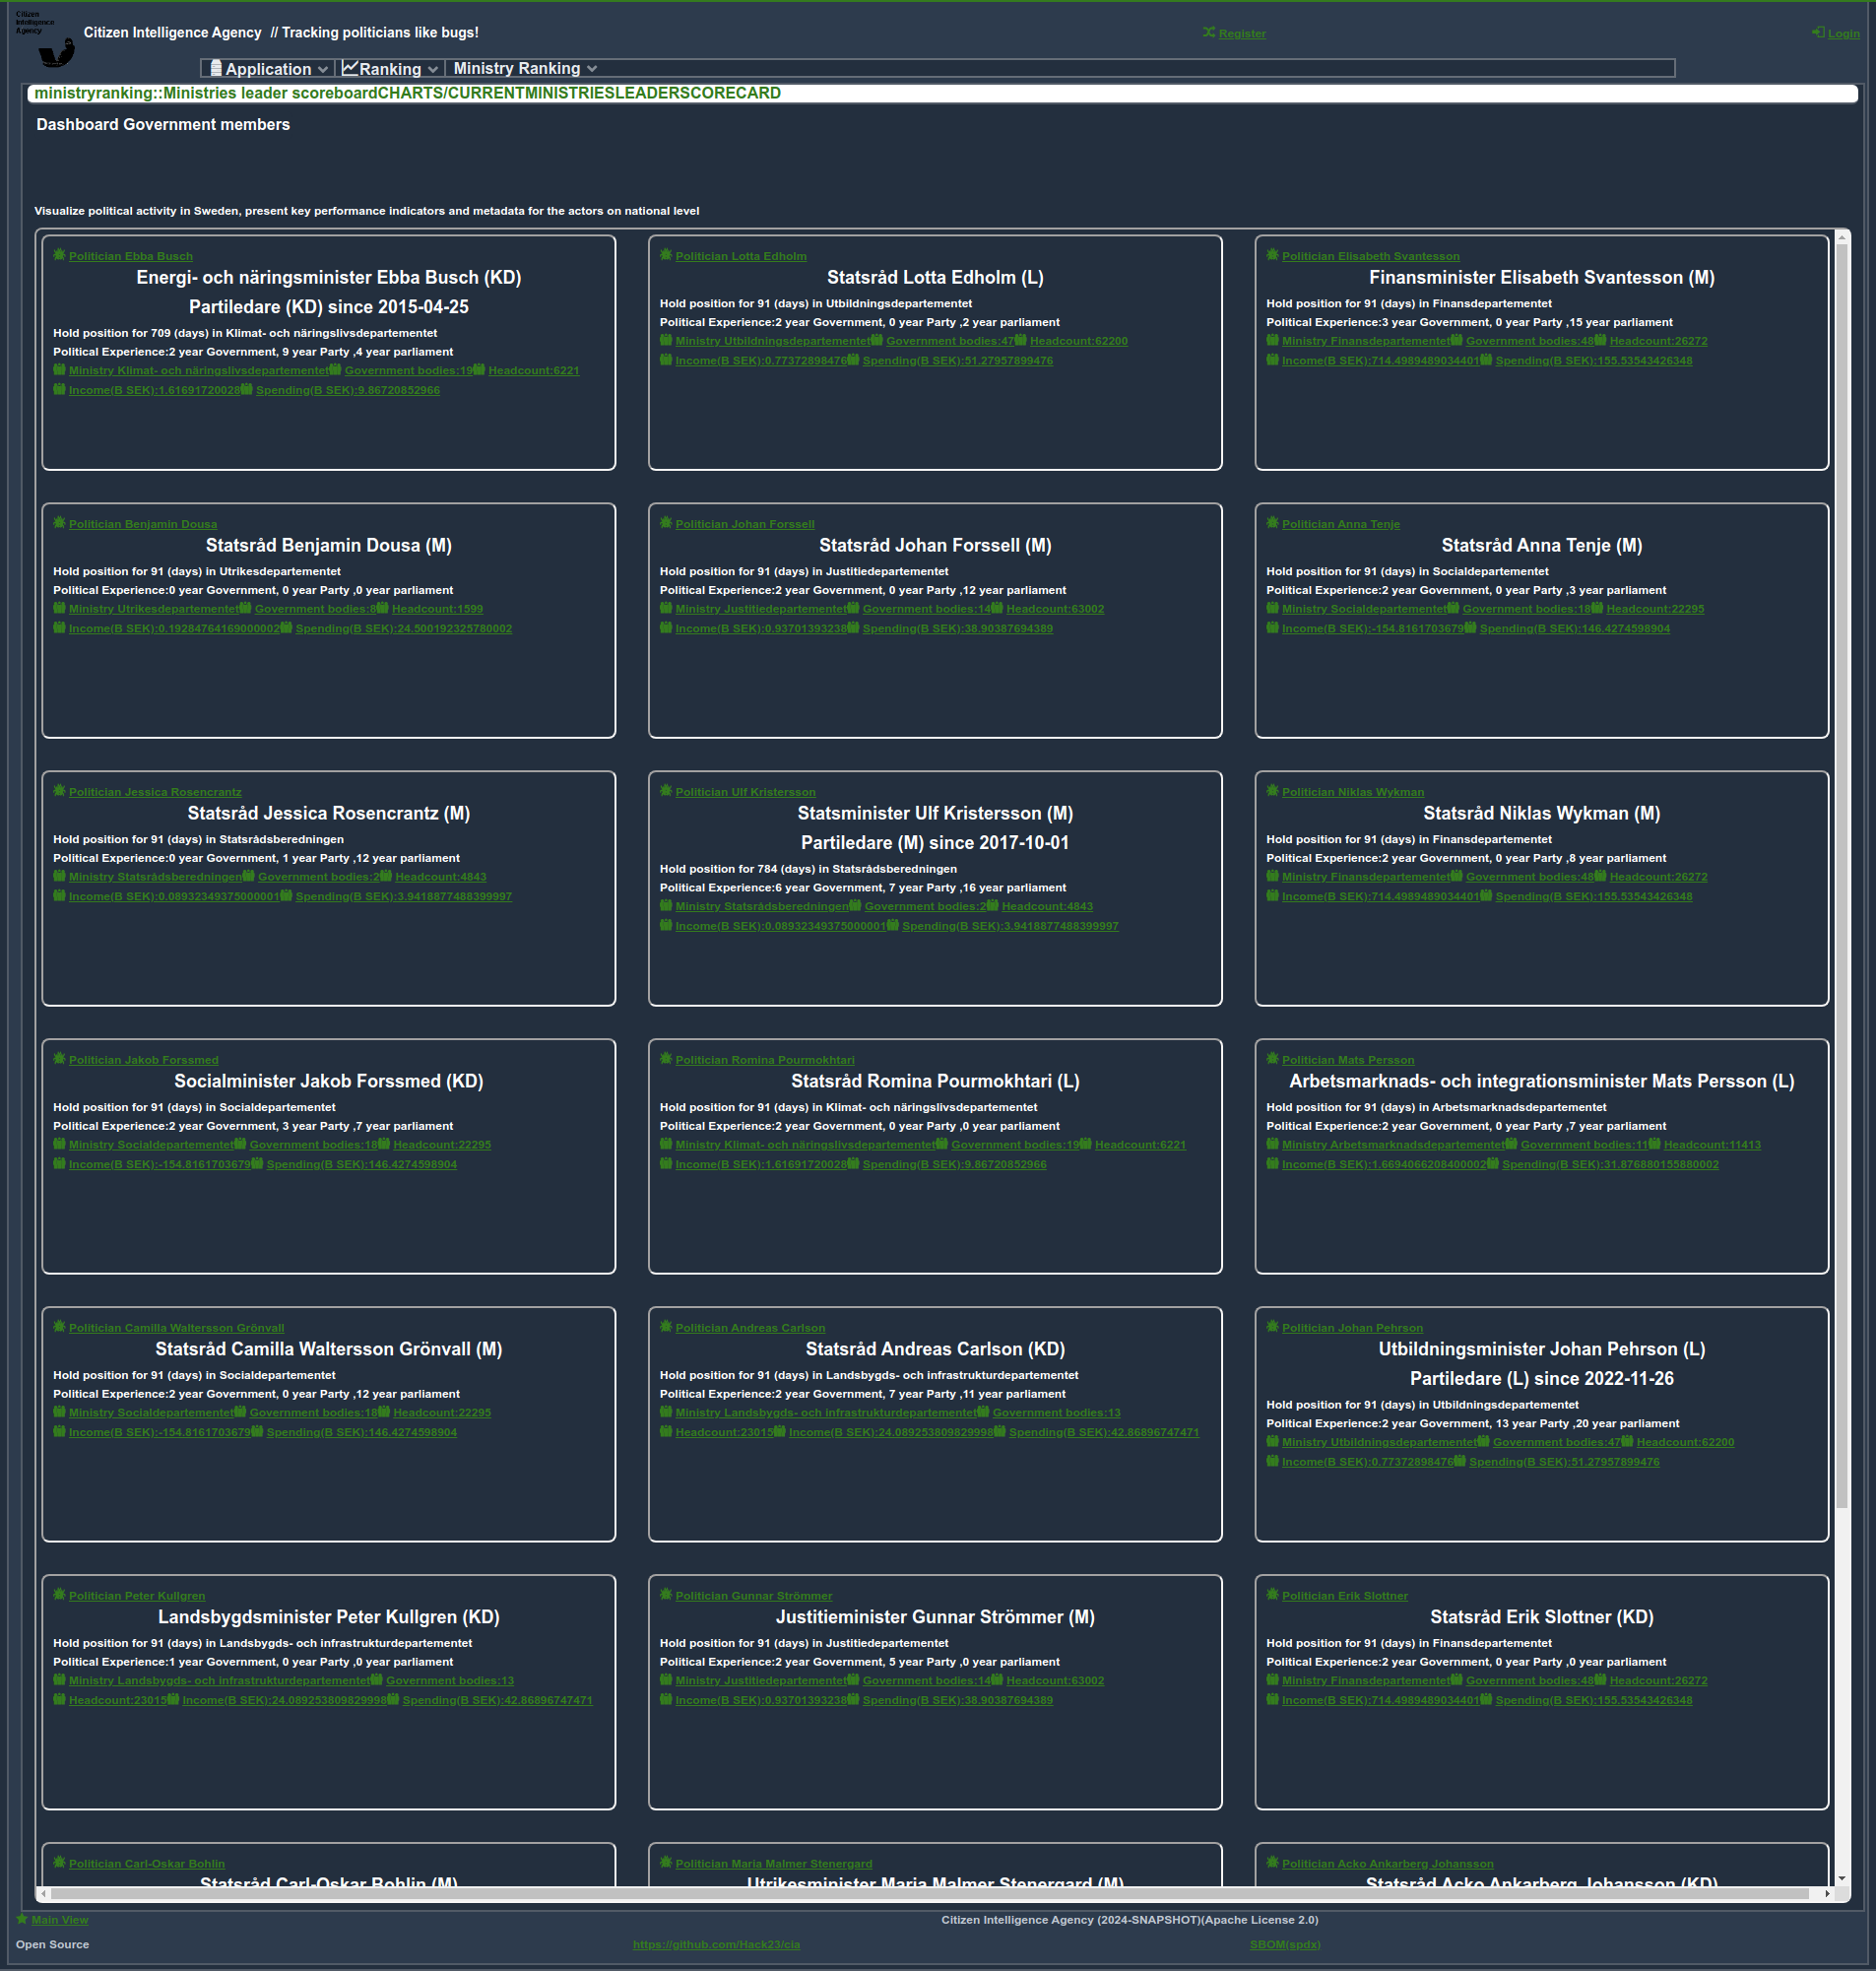 Citizen
Intelligence
Agency
Citizen Intelligence Agency // Tracking politicians like bugs!
Register
Login
Application
Ranking
Ministry Ranking
ministryranking::Ministries leader scoreboardCHARTS/CURRENTMINISTRIESLEADERSCORECARD
Dashboard Government members
Visualize political activity in Sweden, present key performance indicators and metadata for the actors on national level
Politician Ebba Busch
Energi- och näringsminister Ebba Busch (KD)
Partiledare (KD) since 2015-04-25
Hold position for 709 (days) in Klimat- och näringslivsdepartementet
Political Experience:2 year Government, 9 year Party ,4 year parliament
Ministry Klimat- och näringslivsdepartementet Government bodies:19 Headcount:6221
Income(B SEK):1.61691720028 Spending(B SEK):9.86720852966
Politician Lotta Edholm
Statsråd Lotta Edholm (L)
Hold position for 91 (days) in Utbildningsdepartementet
Political Experience:2 year Government, 0 year Party ,2 year parliament
Ministry Utbildningsdepartementet Government bodies:47 Headcount:62200
Income(B SEK):0.77372898476 Spending(B SEK):51.27957899476
Politician Elisabeth Svantesson
Finansminister Elisabeth Svantesson (M)
Hold position for 91 (days) in Finansdepartementet
Political Experience:3 year Government, 0 year Party ,15 year parliament
Ministry Finansdepartementet Government bodies:48 Headcount:26272
Income(B SEK):714.4989489034401 Spending(B SEK):155.53543426348
Politician Benjamin Dousa
Statsråd Benjamin Dousa (M)
Hold position for 91 (days) in Utrikesdepartementet
Political Experience:0 year Government, 0 year Party ,0 year parliament
Ministry Utrikesdepartementet Government bodies:8 Headcount:1599
Income(B SEK):0.19284764169000002 Spending(B SEK):24.500192325780002
Politician Johan Forssell
Statsråd Johan Forssell (M)
Hold position for 91 (days) in Justitiedepartementet
Political Experience:2 year Government, 0 year Party ,12 year parliament
Ministry Justitiedepartementet Government bodies:14 Headcount:63002
Income(B SEK):0.93701393238 Spending(B SEK):38.90387694389
Politician Anna Tenje
Statsråd Anna Tenje (M)
Hold position for 91 (days) in Socialdepartementet
Political Experience:2 year Government, 0 year Party ,3 year parliament
Ministry Socialdepartementet Government bodies:18 Headcount:22295
Income(B SEK):-154.8161703679 Spending(B SEK):146.4274598904
Politician Jessica Rosencrantz
Statsråd Jessica Rosencrantz (M)
Hold position for 91 (days) in Statsrådsberedningen
Political Experience:0 year Government, 1 year Party ,12 year parliament
Ministry Statsrådsberedningen Government bodies:2 Headcount:4843
Income(B SEK):0.08932349375000001 Spending(B SEK):3.9418877488399997
Politician Ulf Kristersson
Statsminister Ulf Kristersson (M)
Partiledare (M) since 2017-10-01
Hold position for 784 (days) in Statsrådsberedningen
Political Experience:6 year Government, 7 year Party ,16 year parliament
Ministry Statsrådsberedningen Government bodies:2 Headcount:4843
Income(B SEK):0.08932349375000001 Spending(B SEK):3.9418877488399997
Politician Niklas Wykman
Statsråd Niklas Wykman (M)
Hold position for 91 (days) in Finansdepartementet
Political Experience:2 year Government, 0 year Party ,8 year parliament
Ministry Finansdepartementet Government bodies:48 Headcount:26272
Income(B SEK):714.4989489034401 Spending(B SEK):155.53543426348
Politician Jakob Forssmed
Socialminister Jakob Forssmed (KD)
Hold position for 91 (days) in Socialdepartementet
Political Experience:2 year Government, 3 year Party ,7 year parliament
Ministry Socialdepartementet Government bodies:18 Headcount:22295
Income(B SEK):-154.8161703679 Spending(B SEK):146.4274598904
Politician Romina Pourmokhtari
Statsråd Romina Pourmokhtari (L)
Hold position for 91 (days) in Klimat- och näringslivsdepartementet
Political Experience:2 year Government, 0 year Party ,0 year parliament
Ministry Klimat- och näringslivsdepartementet Government bodies:19 Headcount:6221
Income(B SEK):1.61691720028 Spending(B SEK):9.86720852966
Politician Mats Persson
Arbetsmarknads- och integrationsminister Mats Persson (L)
Hold position for 91 (days) in Arbetsmarknadsdepartementet
Political Experience:2 year Government, 0 year Party ,7 year parliament
Ministry Arbetsmarknadsdepartementet Government bodies:11 Headcount:11413
Income(B SEK):1.6694066208400002 Spending(B SEK):31.876880155880002
Politician Camilla Waltersson Grönvall
Statsråd Camilla Waltersson Grönvall (M)
Hold position for 91 (days) in Socialdepartementet
Political Experience:2 year Government, 0 year Party ,12 year parliament
Ministry Socialdepartementet Government bodies:18 Headcount:22295
Income(B SEK):-154.8161703679 Spending(B SEK):146.4274598904
Politician Andreas Carlson
Statsråd Andreas Carlson (KD)
Hold position for 91 (days) in Landsbygds- och infrastrukturdepartementet
Political Experience:2 year Government, 7 year Party ,11 year parliament
Ministry Landsbygds- och infrastrukturdepartementet Government bodies:13
Headcount:23015 Income(B SEK):24.089253809829998 Spending(B SEK):42.86896747471
Politician Johan Pehrson
Utbildningsminister Johan Pehrson (L)
Partiledare (L) since 2022-11-26
Hold position for 91 (days) in Utbildningsdepartementet
Political Experience:2 year Government, 13 year Party ,20 year parliament
Ministry Utbildningsdepartementet Government bodies:47 Headcount:62200
Income(B SEK):0.77372898476 Spending(B SEK):51.27957899476
Politician Peter Kullgren
Landsbygdsminister Peter Kullgren (KD)
Hold position for 91 (days) in Landsbygds- och infrastrukturdepartementet
Political Experience:1 year Government, 0 year Party ,0 year parliament
Ministry Landsbygds- och infrastrukturdepartementet Government bodies:13
Headcount:23015 Income(B SEK):24.089253809829998 Spending(B SEK):42.86896747471
Politician Gunnar Strömmer
Justitieminister Gunnar Strömmer (M)
Hold position for 91 (days) in Justitiedepartementet
Political Experience:2 year Government, 5 year Party ,0 year parliament
Ministry Justitiedepartementet Government bodies:14 Headcount:63002
Income(B SEK):0.93701393238 Spending(B SEK):38.90387694389
Politician Erik Slottner
Statsråd Erik Slottner (KD)
Hold position for 91 (days) in Finansdepartementet
Political Experience:2 year Government, 0 year Party ,0 year parliament
Ministry Finansdepartementet Government bodies:48 Headcount:26272
Income(B SEK):714.4989489034401 Spending(B SEK):155.53543426348
Politician Carl-Oskar Bohlin
Statsråd Carl-Oskar Bohlin (M)
Politician Maria Malmer Stenergard
Utrikesminister Maria Malmer Stenergard (M)
Politician Acko Ankarberg Johansson
Statsråd Acko Ankarberg Johansson (KD)
Main View
Citizen Intelligence Agency (2024-SNAPSHOT)(Apache License 2.0)
Open Source
https://github.com/Hack23/cia
SBOM(spdx)